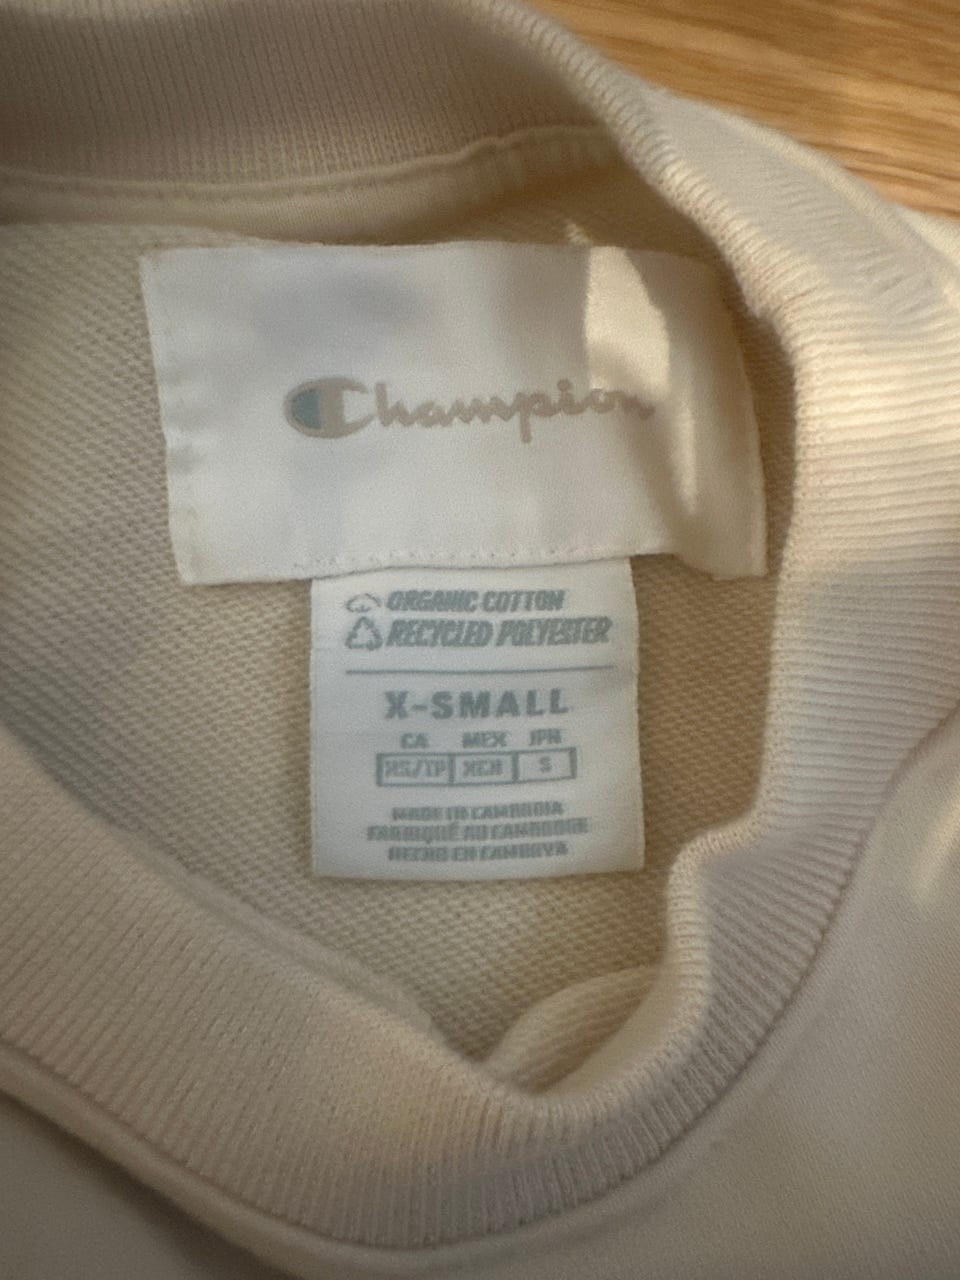 Champion
ORGANIC COTTON
RECYCLED POLYESTER
X-SMALL
CA MEX JPN
XS/TP XCH S
MADE IN CAMBODIA
FABRIQUÉ AU CAMBODGE
HECHO EN CAMBOYA